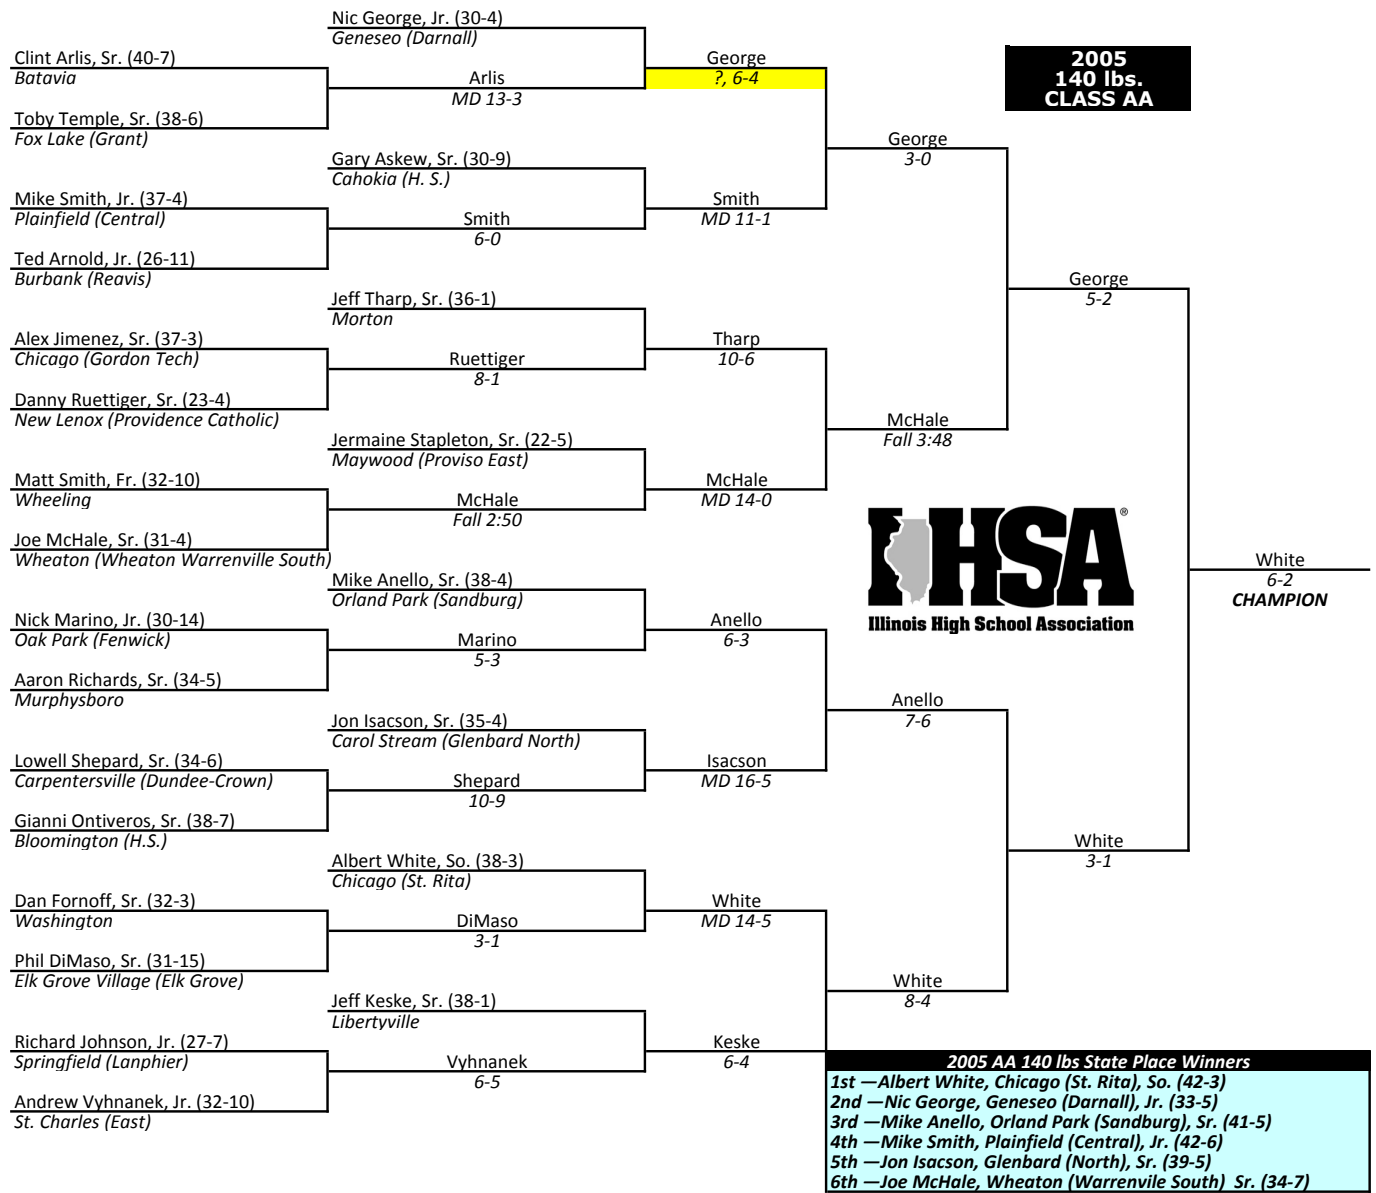 Nic George, Jr. (30-4)
Geneseo (Darnall)
Clint Arlis, Sr. (40-7)
Batavia
George
?, 6-4
2005
140 lbs.
CLASS AA
Arlis
MD 13-3
Toby Temple, Sr. (38-6)
Fox Lake (Grant)
George
3-0
Gary Askew, Sr. (30-9)
Cahokia (H. S.)
Mike Smith, Jr. (37-4)
Plainfield (Central)
Smith
MD 11-1
Smith
6-0
Ted Arnold, Jr. (26-11)
Burbank (Reavis)
George
5-2
Jeff Tharp, Sr. (36-1)
Morton
Alex Jimenez, Sr. (37-3)
Chicago (Gordon Tech)
Tharp
10-6
Ruettiger
8-1
Danny Ruettiger, Sr. (23-4)
New Lenox (Providence Catholic)
McHale
Fall 3:48
Jermaine Stapleton, Sr. (22-5)
Maywood (Proviso East)
Matt Smith, Fr. (32-10)
Wheeling
McHale
MD 14-0
McHale
Fall 2:50
Joe McHale, Sr. (31-4)
Wheaton (Wheaton Warrenville South)
IHSA®
Illinois High School Association
White
6-2
CHAMPION
Mike Anello, Sr. (38-4)
Orland Park (Sandburg)
Nick Marino, Jr. (30-14)
Oak Park (Fenwick)
Anello
6-3
Marino
5-3
Aaron Richards, Sr. (34-5)
Murphysboro
Anello
7-6
Jon Isacson, Sr. (35-4)
Carol Stream (Glenbard North)
Lowell Shepard, Sr. (34-6)
Carpentersville (Dundee-Crown)
Isacson
MD 16-5
Shepard
10-9
Gianni Ontiveros, Sr. (38-7)
Bloomington (H.S.)
White
3-1
Albert White, So. (38-3)
Chicago (St. Rita)
Dan Fornoff, Sr. (32-3)
Washington
White
MD 14-5
DiMaso
3-1
Phil DiMaso, Sr. (31-15)
Elk Grove Village (Elk Grove)
White
8-4
Jeff Keske, Sr. (38-1)
Libertyville
Richard Johnson, Jr. (27-7)
Springfield (Lanphier)
Keske
6-4
Vyhnanek
6-5
Andrew Vyhnanek, Jr. (32-10)
St. Charles (East)
2005 AA 140 lbs State Place Winners
1st —Albert White, Chicago (St. Rita), So. (42-3)
2nd —Nic George, Geneseo (Darnall), Jr. (33-5)
3rd —Mike Anello, Orland Park (Sandburg), Sr. (41-5)
4th —Mike Smith, Plainfield (Central), Jr. (42-6)
5th —Jon Isacson, Glenbard (North), Sr. (39-5)
6th —Joe McHale, Wheaton (Warrenvile South) Sr. (34-7)